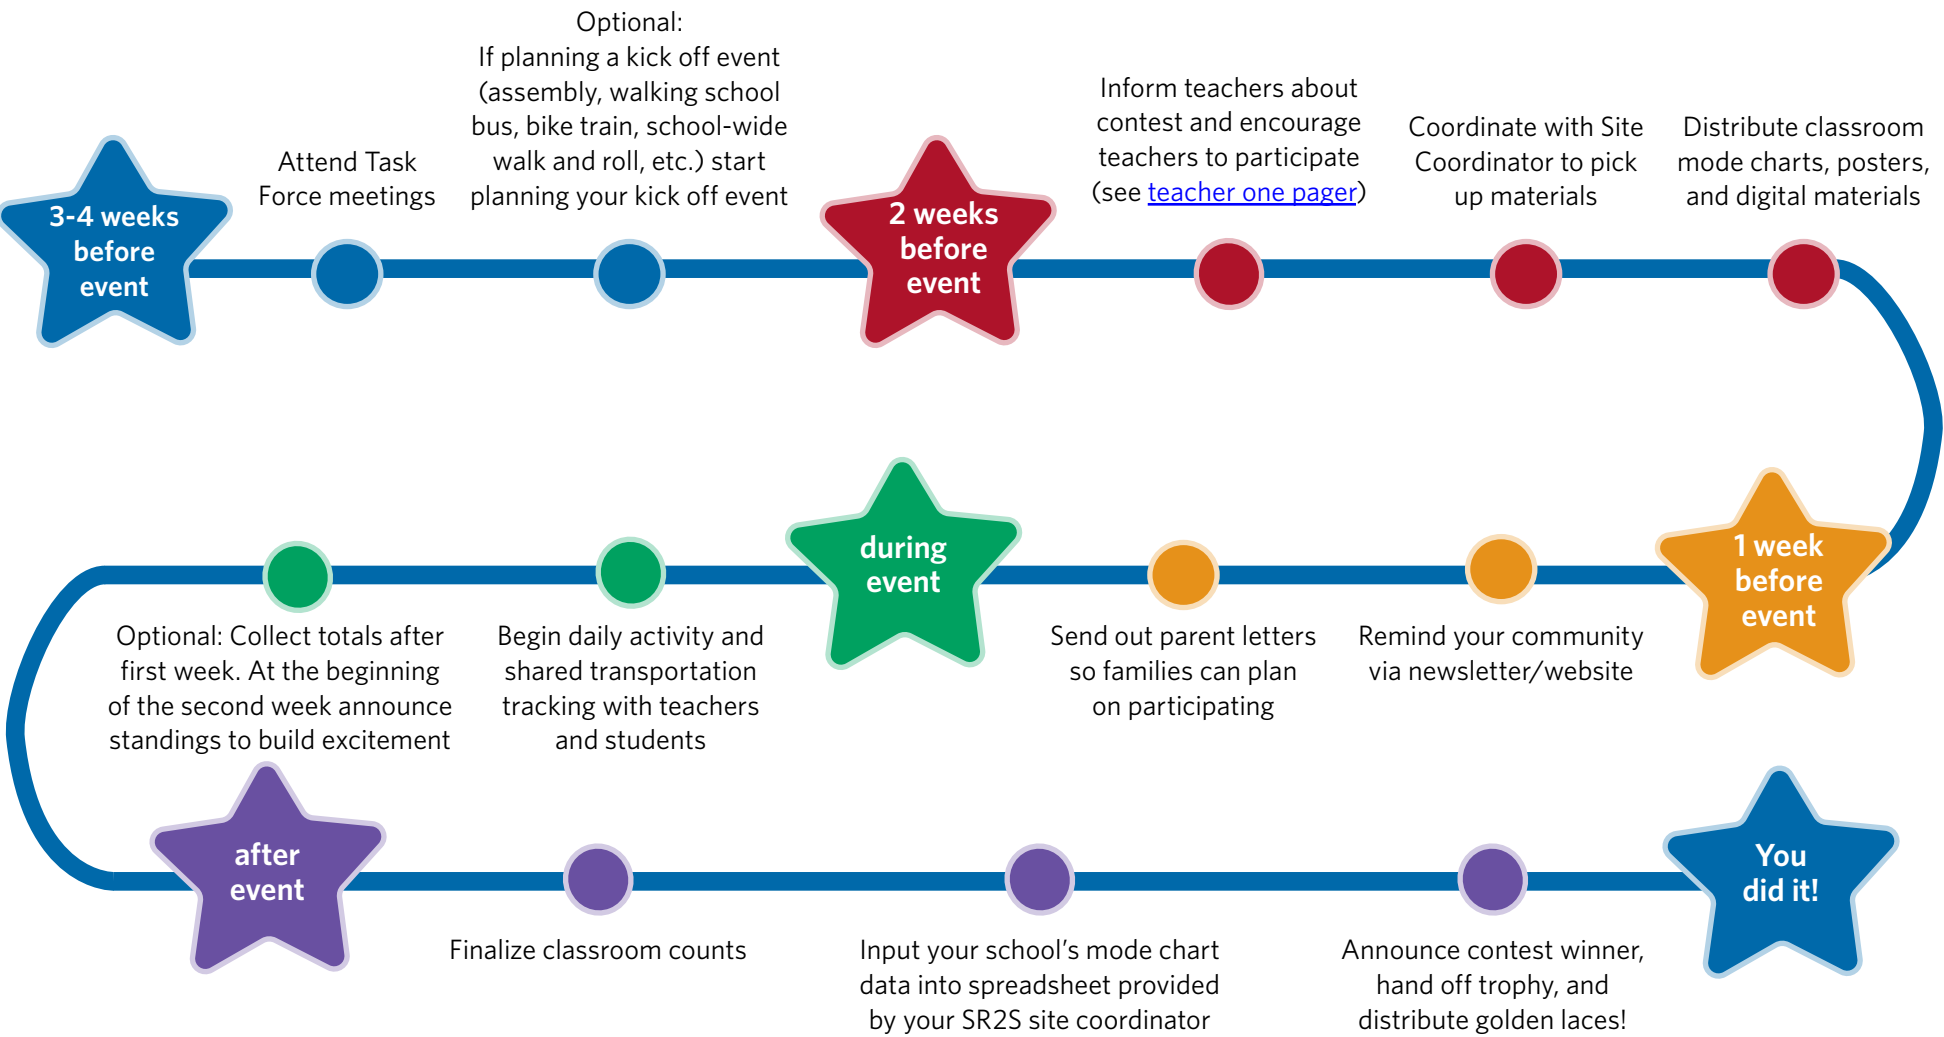 3-4 weeks
before
event
Attend Task
Force meetings
Optional:
If planning a kick off event
(assembly, walking school
bus, bike train, school-wide
walk and roll, etc.) start
planning your kick off event
2 weeks
before
event
Inform teachers about
contest and encourage
teachers to participate
(see teacher one pager)
Coordinate with Site
Coordinator to pick
up materials
Distribute classroom
mode charts, posters,
and digital materials
1 week
before
event
Remind your community
via newsletter/website
Send out parent letters
so families can plan
on participating
during
event
Begin daily activity and
shared transportation
tracking with teachers
and students
Optional: Collect totals after
first week. At the beginning
of the second week announce
standings to build excitement
after
event
Finalize classroom counts
Input your school’s mode chart
data into spreadsheet provided
by your SR2S site coordinator
Announce contest winner,
hand off trophy, and
distribute golden laces!
You
did it!